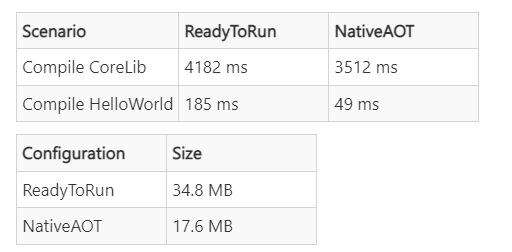 Scenario ReadyToRun NativeAOT
Compile CoreLib 4182 ms 3512 ms
Compile HelloWorld 185 ms 49 ms
Configuration Size
ReadyToRun 34.8 MB
NativeAOT 17.6 MB